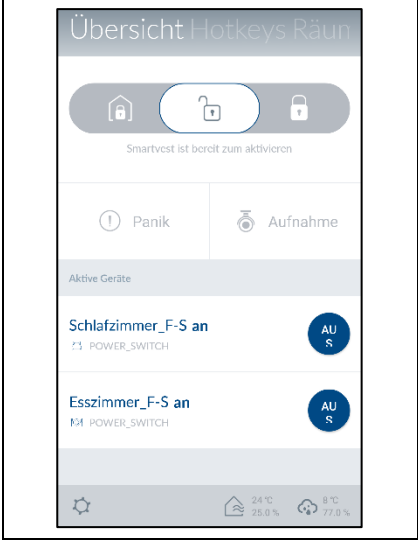 Übersicht Hotkeys Räun
Smartvest ist bereit zum aktivieren
Panik
Aufnahme
Aktive Geräte
Schlafzimmer_F-S an
AU
S
POWER_SWITCH
Esszimmer_F-S an
AU
S
POWER_SWITCH
24 °C
25.0 %
8 °C
77.0 %